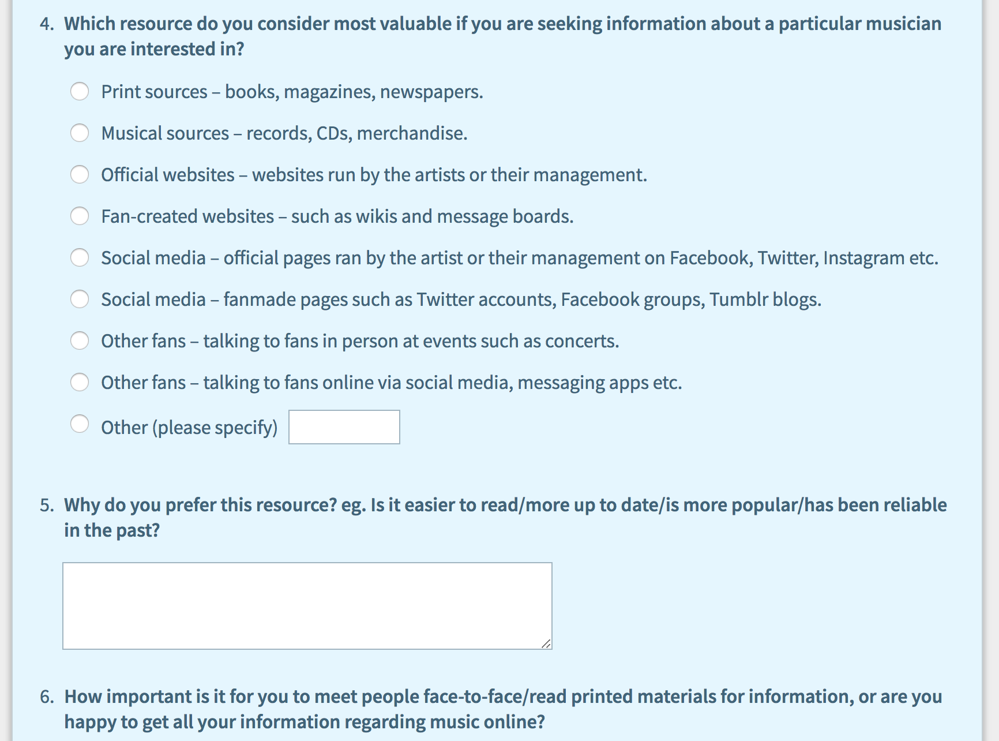 4. Which resource do you consider most valuable if you are seeking information about a particular musician
you are interested in?
Print sources – books, magazines, newspapers.
Musical sources – records, CDs, merchandise.
Official websites – websites run by the artists or their management.
Fan-created websites – such as wikis and message boards.
Social media – official pages ran by the artist or their management on Facebook, Twitter, Instagram etc.
Social media – fanmade pages such as Twitter accounts, Facebook groups, Tumblr blogs.
Other fans – talking to fans in person at events such as concerts.
Other fans – talking to fans online via social media, messaging apps etc.
Other (please specify)
5. Why do you prefer this resource? eg. Is it easier to read/more up to date/is more popular/has been reliable
in the past?
6. How important is it for you to meet people face-to-face/read printed materials for information, or are you
happy to get all your information regarding music online?